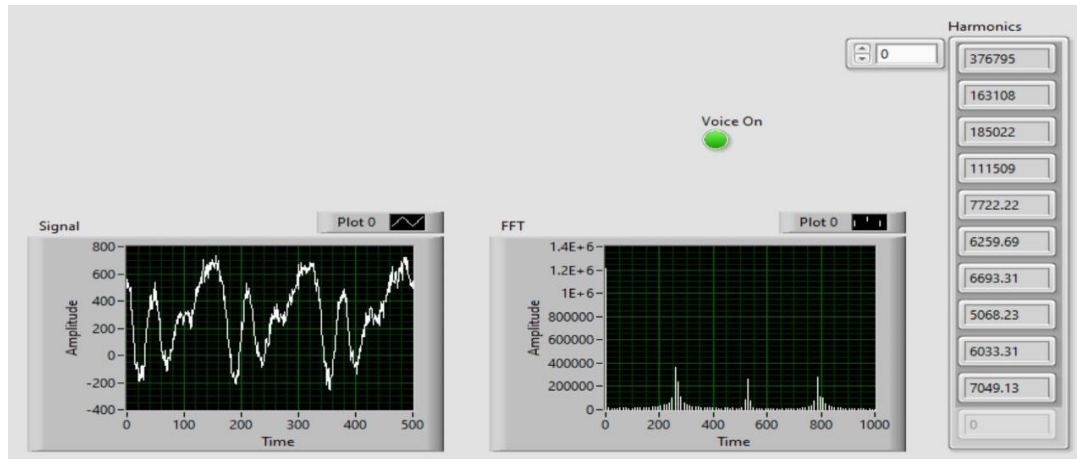 Harmonics
0
376795
163108
185022
111509
7722.22
6259.69
6693.31
5068.23
6033.31
7049.13
0
Voice On
Signal
Plot 0
Amplitude
800
600
400
200
0
-200
-400
0 100 200 300 400 500
Time
FFT
Plot 0
Amplitude
1.4E+6
1.2E+6
1E+6
800000
600000
400000
200000
0
0 200 400 600 800 1000
Time